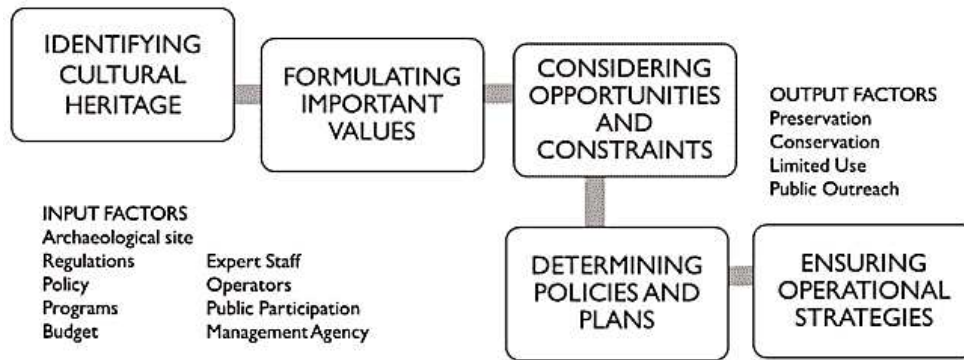 IDENTIFYING
CULTURAL
HERITAGE
FORMULATING
IMPORTANT
VALUES
CONSIDERING
OPPORTUNITIES
AND
CONSTRAINTS
OUTPUT FACTORS
Preservation
Conservation
Limited Use
Public Outreach
INPUT FACTORS
Archaeological site
Regulations
Policy
Programs
Budget
Expert Staff
Operators
Public Participation
Management Agency
DETERMINING
POLICIES AND
PLANS
ENSURING
OPERATIONAL
STRATEGIES